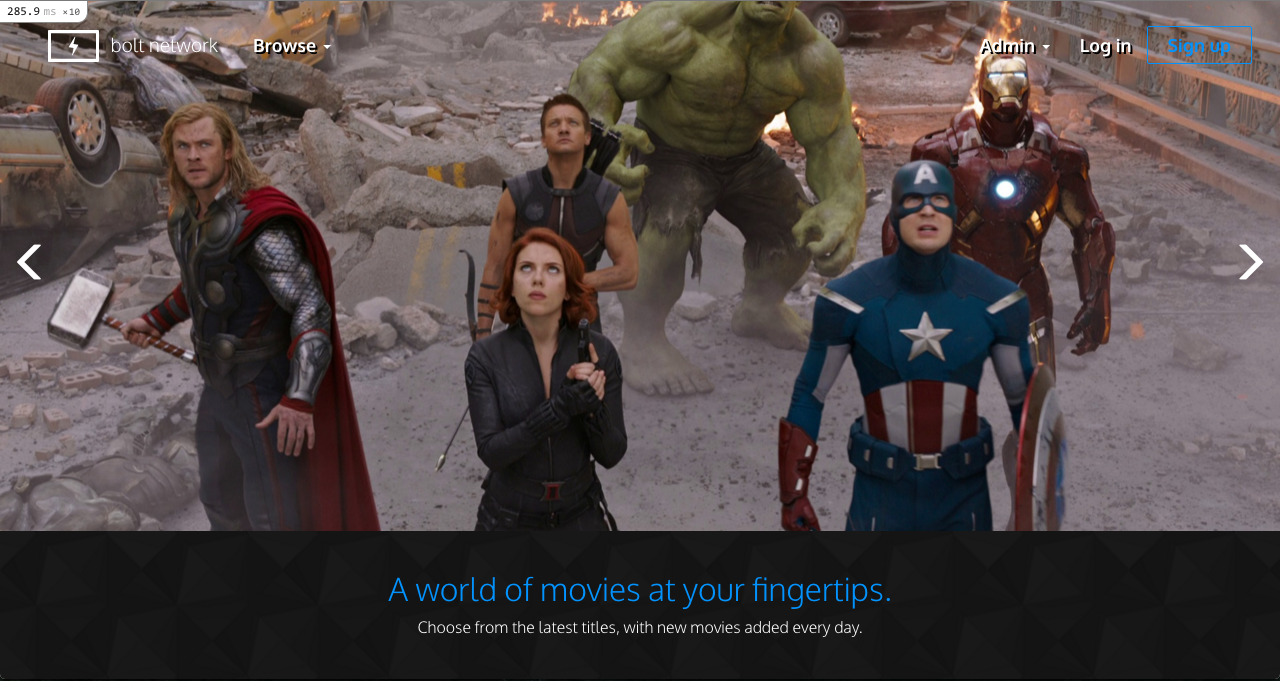 285.9 ms ×10
bolt network Browse Admin Log in Sign up
A
A world of movies at your fingertips.
Choose from the latest titles, with new movies added every day.